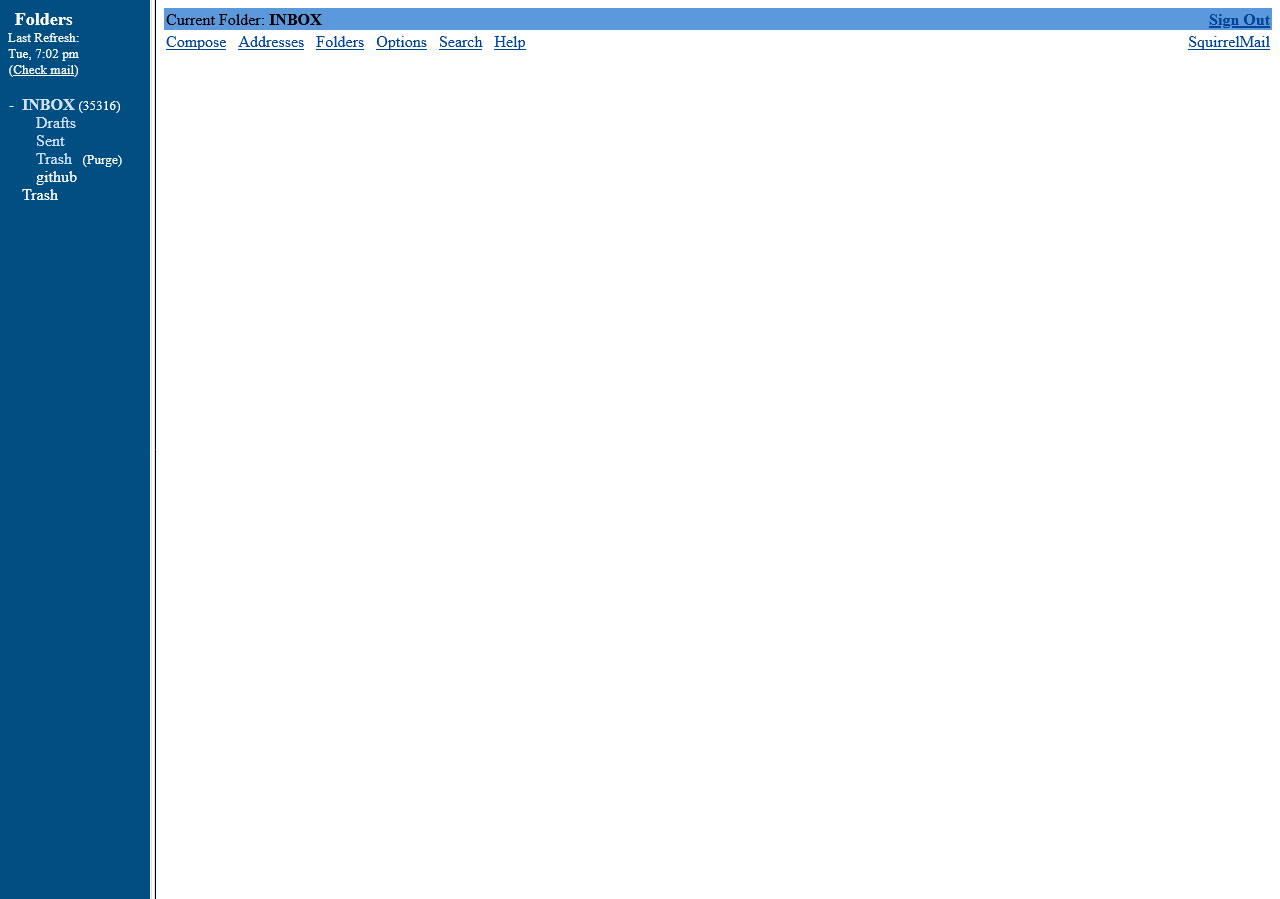 Folders
Last Refresh:
Tue, 7:02 pm
(Check mail)
- INBOX (35316)
Drafts
Sent
Trash (Purge)
github
Trash
Current Folder: INBOX Sign Out
Compose Addresses Folders Options Search Help SquirrelMail